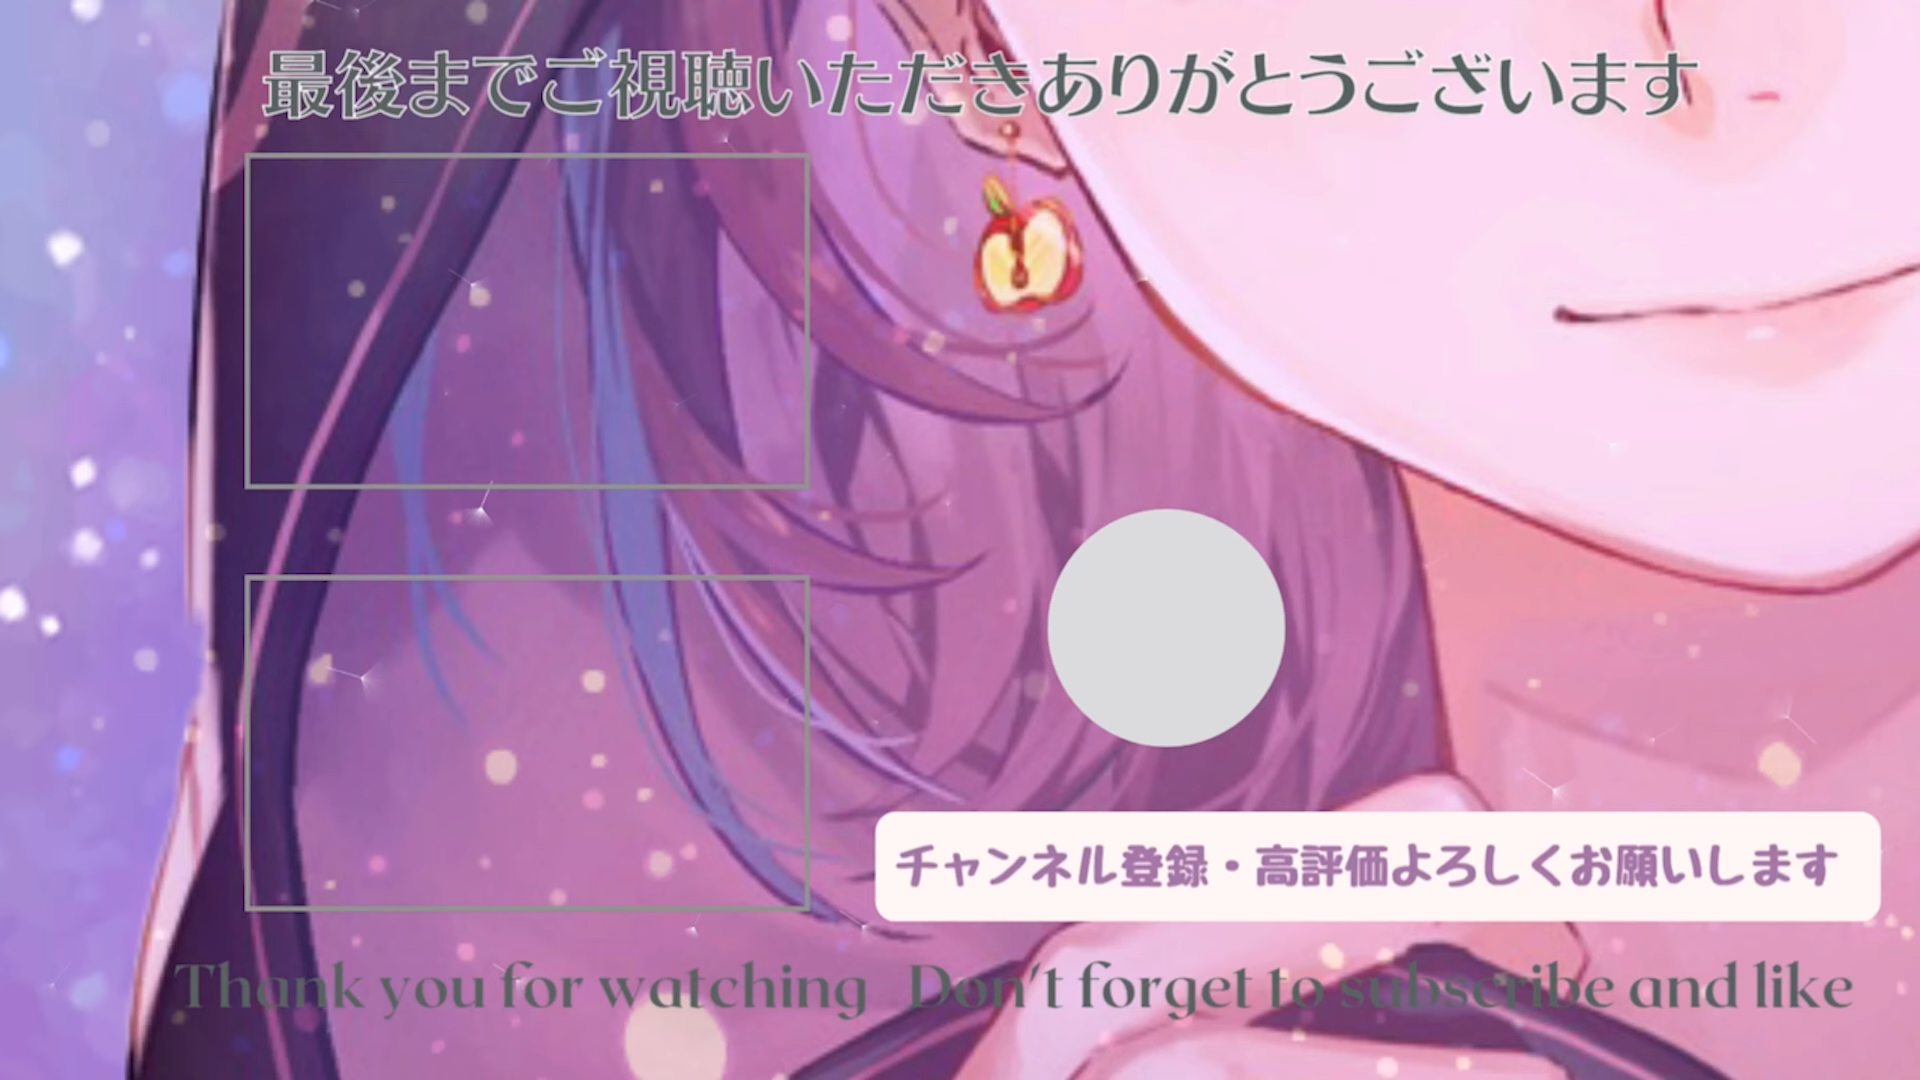 最後までご視聴いただきありがとうございます
チャンネル登録・高評価よろしくお願いします
Thank you for watching Don't forget to subscribe and like